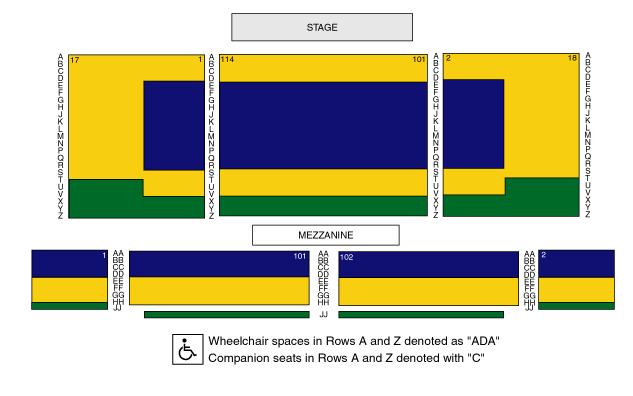 STAGE
17 1 114 101 2 18
A A A A
B B B B
C C C C
D D D D
E E E E
F F F F
G G G G
H H H H
J J J J
K K K K
L L L L
M M M M
N N N N
P P P P
Q Q Q Q
R R R R
S S S S
T T T T
U U U U
V V V V
X X X X
Y Y Y Y
Z Z Z Z
MEZZANINE
1 101 102 2
AA AA AA
BB BB BB
CC CC CC
DD DD DD
EE EE EE
FF FF FF
GG GG GG
HH HH HH
JJ JJ JJ
Wheelchair spaces in Rows A and Z denoted as "ADA"
Companion seats in Rows A and Z denoted with "C"